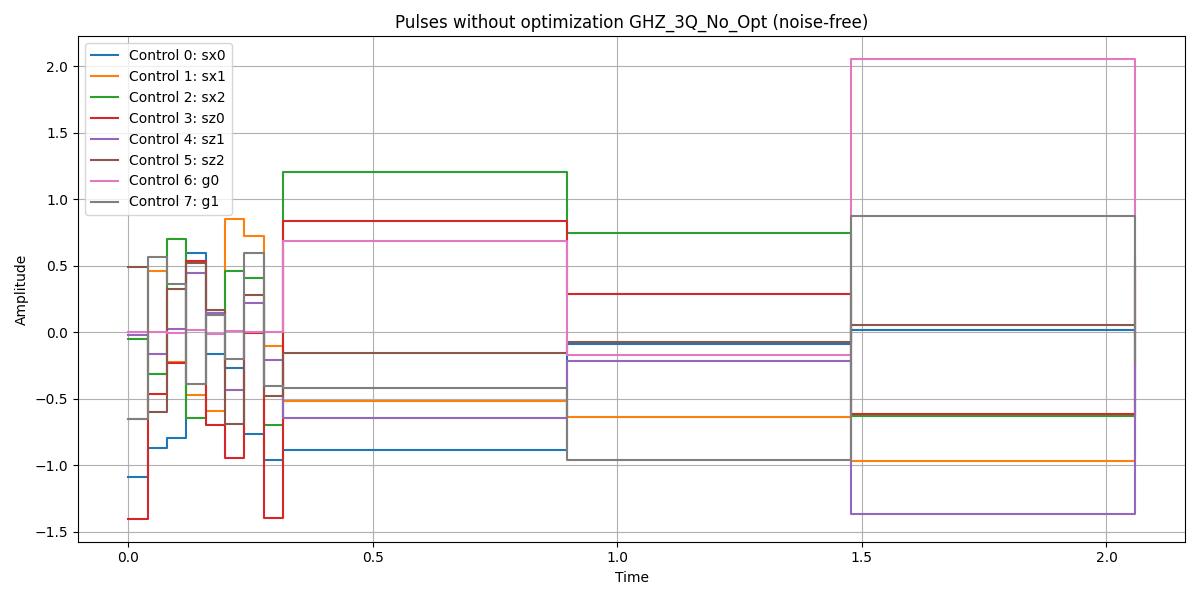 Pulses without optimization GHZ_3Q_No_Opt (noise-free)
Control 0: sx0
Control 1: sx1
Control 2: sx2
Control 3: sz0
Control 4: sz1
Control 5: sz2
Control 6: g0
Control 7: g1
Amplitude
2.0
1.5
1.0
0.5
0.0
−0.5
−1.0
−1.5
0.0 0.5 1.0 1.5 2.0
Time